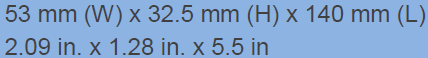 53 mm (W) x 32.5 mm (H) x 140 mm (L)
2.09 in. x 1.28 in. x 5.5 in